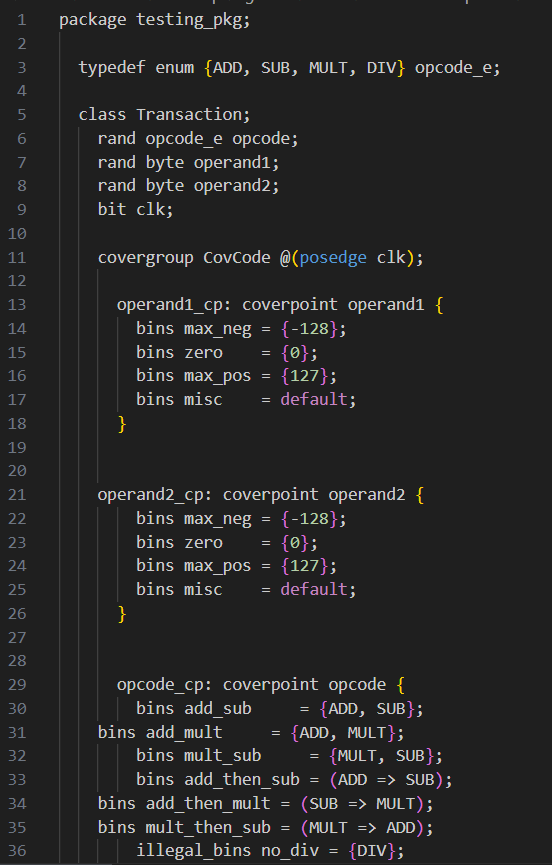 1 package testing_pkg;
2
3 typedef enum {ADD, SUB, MULT, DIV} opcode_e;
4
5 class Transaction;
6 rand opcode_e opcode;
7 rand byte operand1;
8 rand byte operand2;
9 bit clk;
10
11 covergroup CovCode @(posedge clk);
12
13 operand1_cp: coverpoint operand1 {
14 bins max_neg = {-128};
15 bins zero    = {0};
16 bins max_pos = {127};
17 bins misc    = default;
18 }
19
20
21 operand2_cp: coverpoint operand2 {
22 bins max_neg = {-128};
23 bins zero    = {0};
24 bins max_pos = {127};
25 bins misc    = default;
26 }
27
28
29 opcode_cp: coverpoint opcode {
30 bins add_sub     = {ADD, SUB};
31 bins add_mult     = {ADD, MULT};
32 bins mult_sub     = {MULT, SUB};
33 bins add_then_sub = (ADD => SUB);
34 bins add_then_mult = (SUB => MULT);
35 bins mult_then_sub = (MULT => ADD);
36 illegal_bins no_div = {DIV};